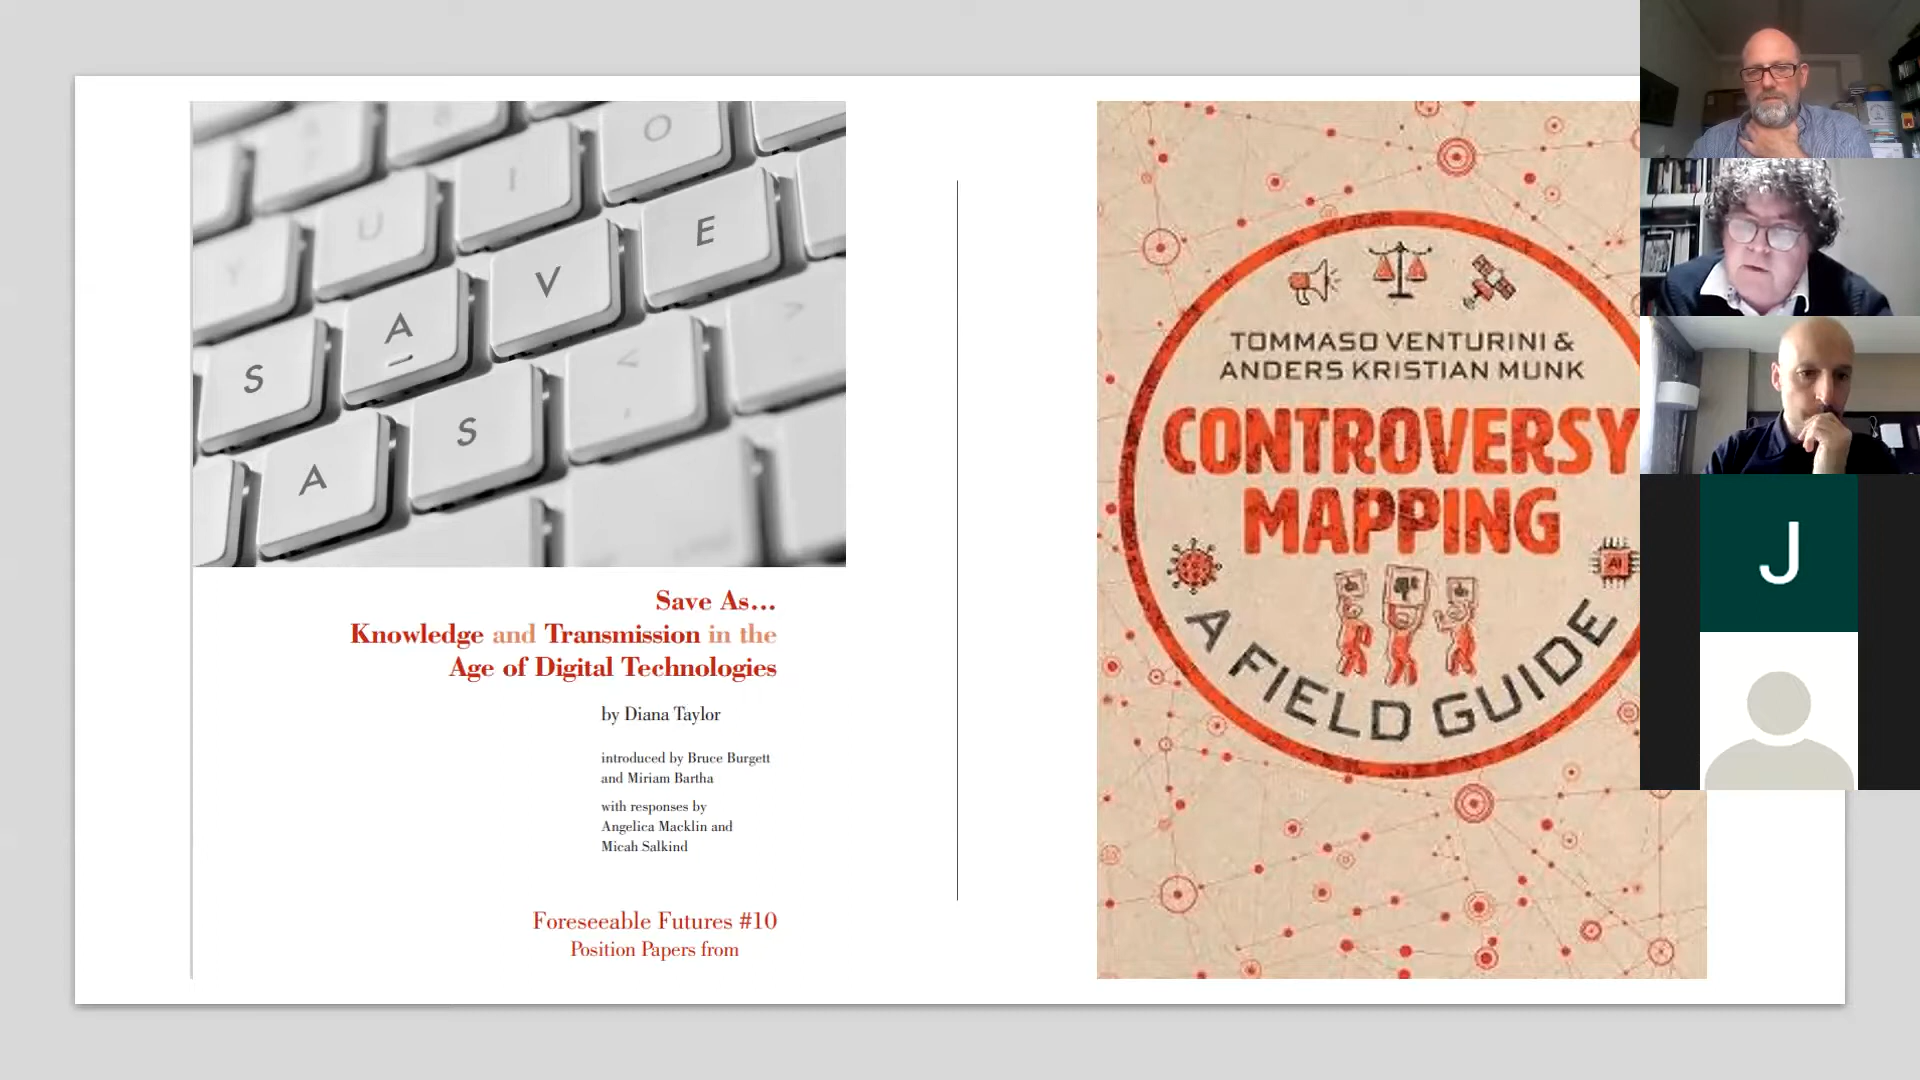 O
I
U
Y
E
V
A
S
S
A
Save As...
Knowledge and Transmission in the
Age of Digital Technologies
by Diana Taylor
introduced by Bruce Burgett
and Miriam Bartha
with responses by
Angelica Macklin and
Micah Salkind
Foreseeable Futures #10
Position Papers from
TOMMASO VENTURINI &
ANDERS KRISTIAN MUNK
CONTROVERSY
MAPPING
AI
A FIELD GUIDE
J